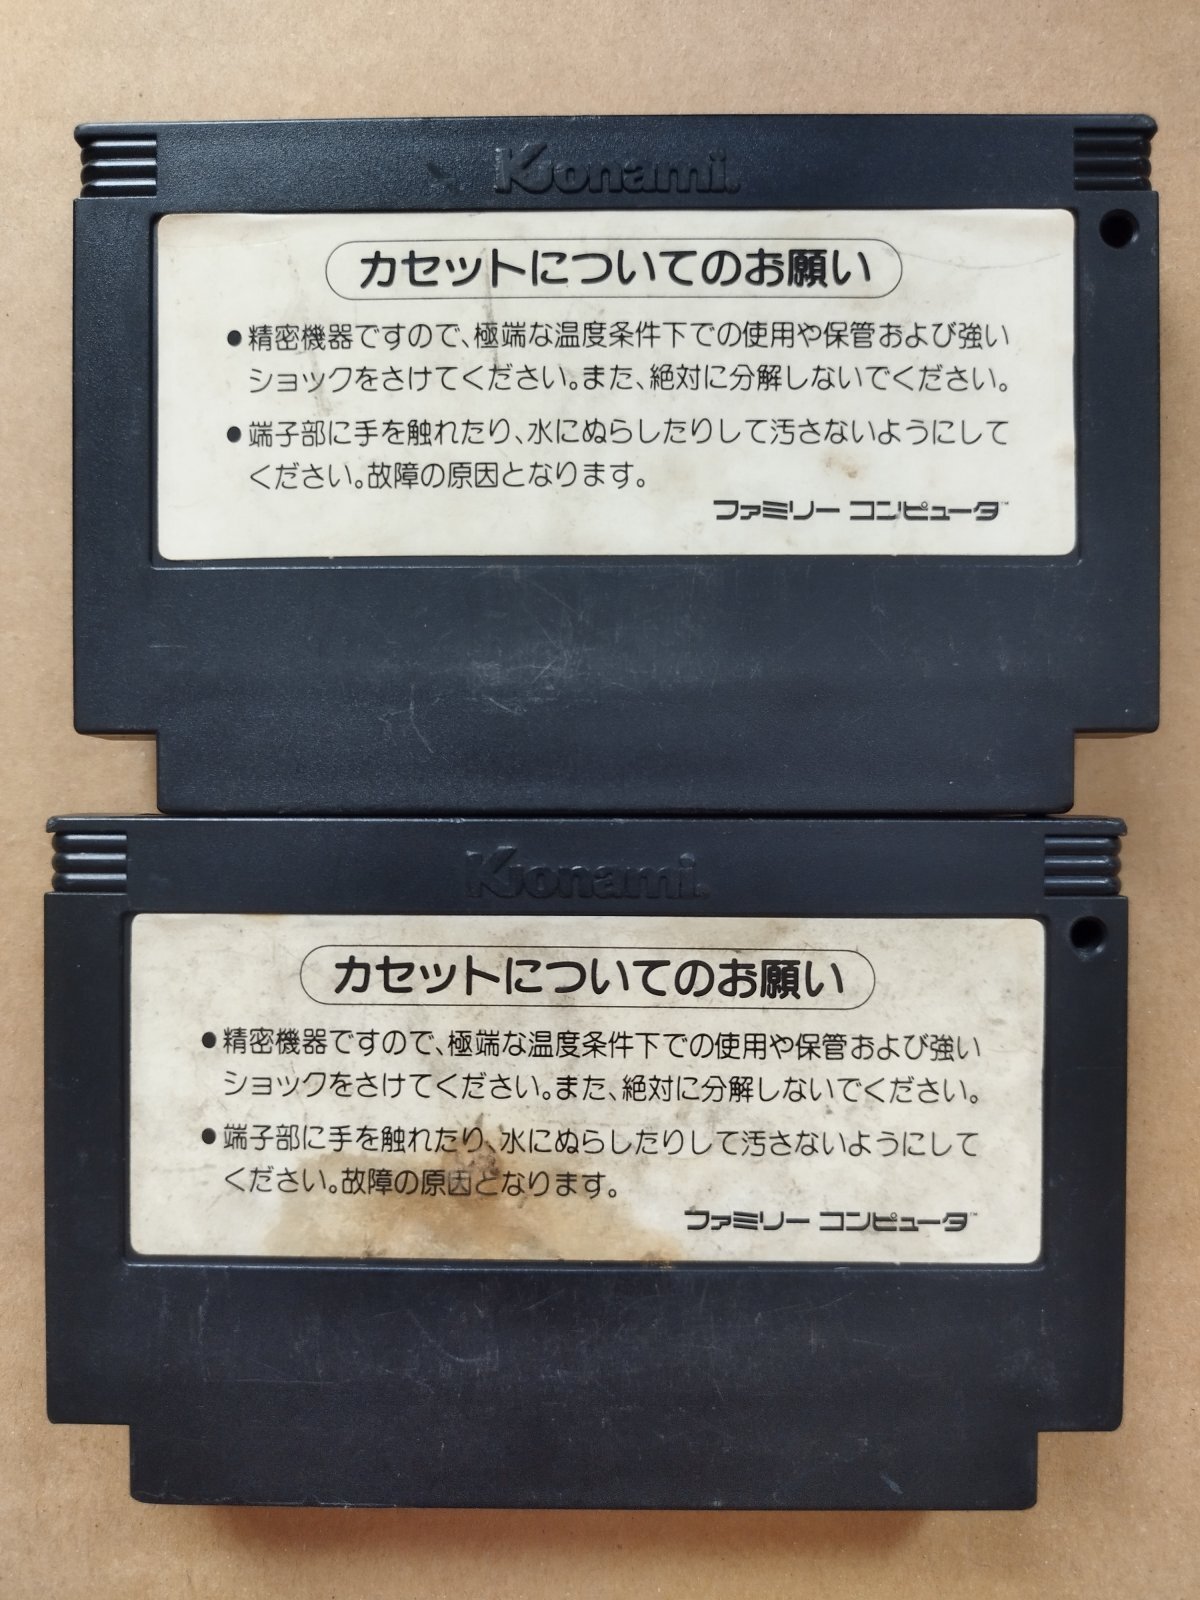 Konami
カセットについてのお願い
●精密機器ですので、極端な温度条件下での使用や保管および強い
ショックをさけてください。また、絶対に分解しないでください。
●端子部に手を触れたり、水にぬらしたりして汚さないようにして
ください。故障の原因となります。
ファミリー コンピュータ™
Konami
カセットについてのお願い
●精密機器ですので、極端な温度条件下での使用や保管および強い
ショックをさけてください。また、絶対に分解しないでください。
●端子部に手を触れたり、水にぬらしたりして汚さないようにして
ください。故障の原因となります。
ファミリー コンピュータ™